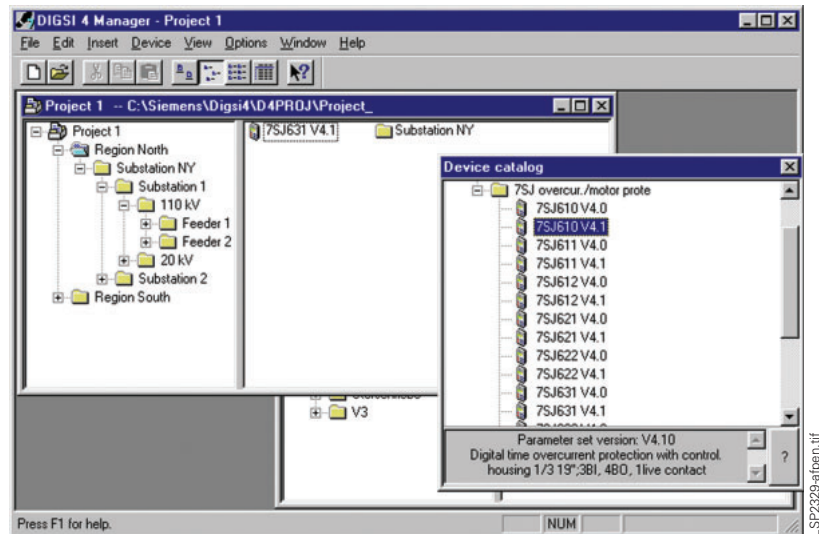 DIGSI 4 Manager - Project 1
File Edit Insert Device View Options Window Help
Project 1 -- C:\Siemens\Digsi4\D4PROJ\Project_
Project 1
Region North
Substation NY
Substation 1
110 kV
Feeder 1
Feeder 2
20 kV
Substation 2
Region South
7SJ631 V4.1
Substation NY
V3
Device catalog
7SJ overcur./motor prote
7SJ610 V4.0
7SJ610 V4.1
7SJ611 V4.0
7SJ611 V4.1
7SJ612 V4.0
7SJ612 V4.1
7SJ621 V4.0
7SJ621 V4.1
7SJ622 V4.0
7SJ622 V4.1
7SJ631 V4.0
7SJ631 V4.1
Parameter set version: V4.10
Digital time overcurrent protection with control.
housing 1/3 19";3BI, 4BO, 1live contact
?
Press F1 for help.
NUM
_SP2329-afpen.tif